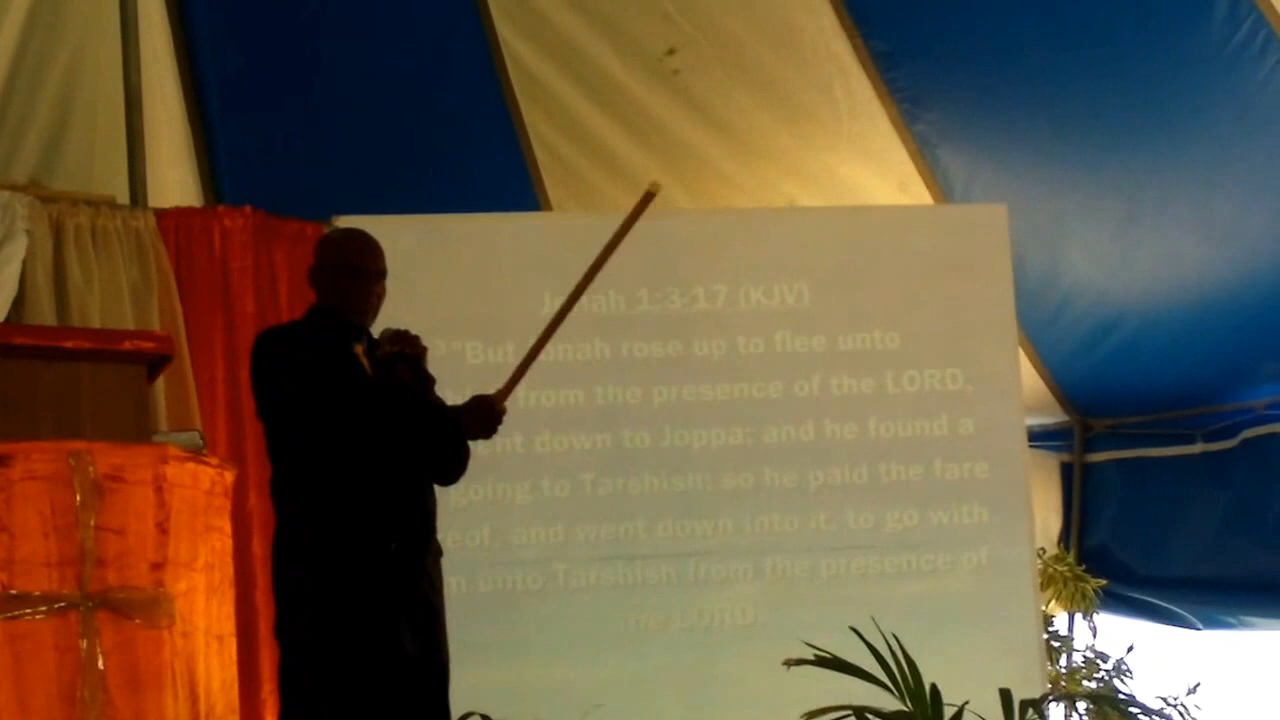 Jonah 1:3-17 (KJV)
3 "But Jonah rose up to flee unto
from the presence of the LORD,
went down to Joppa; and he found a
going to Tarshish: so he paid the fare
and went down into it, to go with
unto Tarshish from the presence of
the LORD.